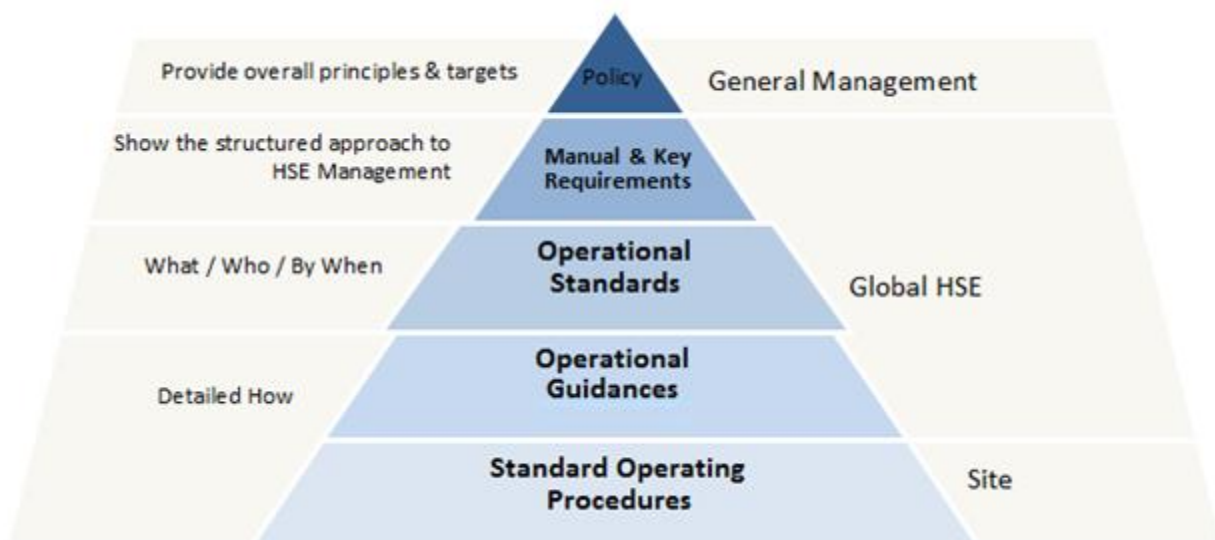 Provide overall principles & targets
Policy
General Management
Show the structured approach to
HSE Management
Manual & Key
Requirements
What / Who / By When
Operational
Standards
Global HSE
Detailed How
Operational
Guidances
Standard Operating
Procedures
Site